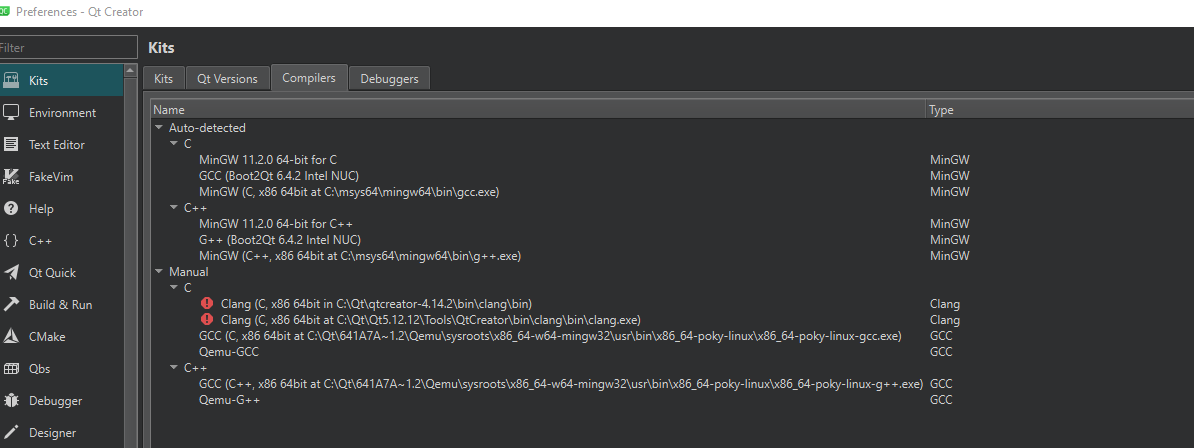 QC Preferences - Qt Creator
Filter
Kits
Kits
Environment
Text Editor
Fake FakeVim
Help
{} C++
Qt Quick
Build & Run
CMake
Qbs
Debugger
Designer
Kits Qt Versions Compilers Debuggers
Name Type
Auto-detected
C
MinGW 11.2.0 64-bit for C MinGW
GCC (Boot2Qt 6.4.2 Intel NUC) MinGW
MinGW (C, x86 64bit at C:\msys64\mingw64\bin\gcc.exe) MinGW
C++
MinGW 11.2.0 64-bit for C++ MinGW
G++ (Boot2Qt 6.4.2 Intel NUC) MinGW
MinGW (C++, x86 64bit at C:\msys64\mingw64\bin\g++.exe) MinGW
Manual
C
Clang (C, x86 64bit in C:\Qt\qtcreator-4.14.2\bin\clang\bin) Clang
Clang (C, x86 64bit at C:\Qt\Qt5.12.12\Tools\QtCreator\bin\clang\bin\clang.exe) Clang
GCC (C, x86 64bit at C:\Qt\641A7A~1.2\Qemu\sysroots\x86_64-w64-mingw32\usr\bin\x86_64-poky-linux\x86_64-poky-linux-gcc.exe) GCC
Qemu-GCC GCC
C++
GCC (C++, x86 64bit at C:\Qt\641A7A~1.2\Qemu\sysroots\x86_64-w64-mingw32\usr\bin\x86_64-poky-linux\x86_64-poky-linux-g++.exe) GCC
Qemu-G++ GCC